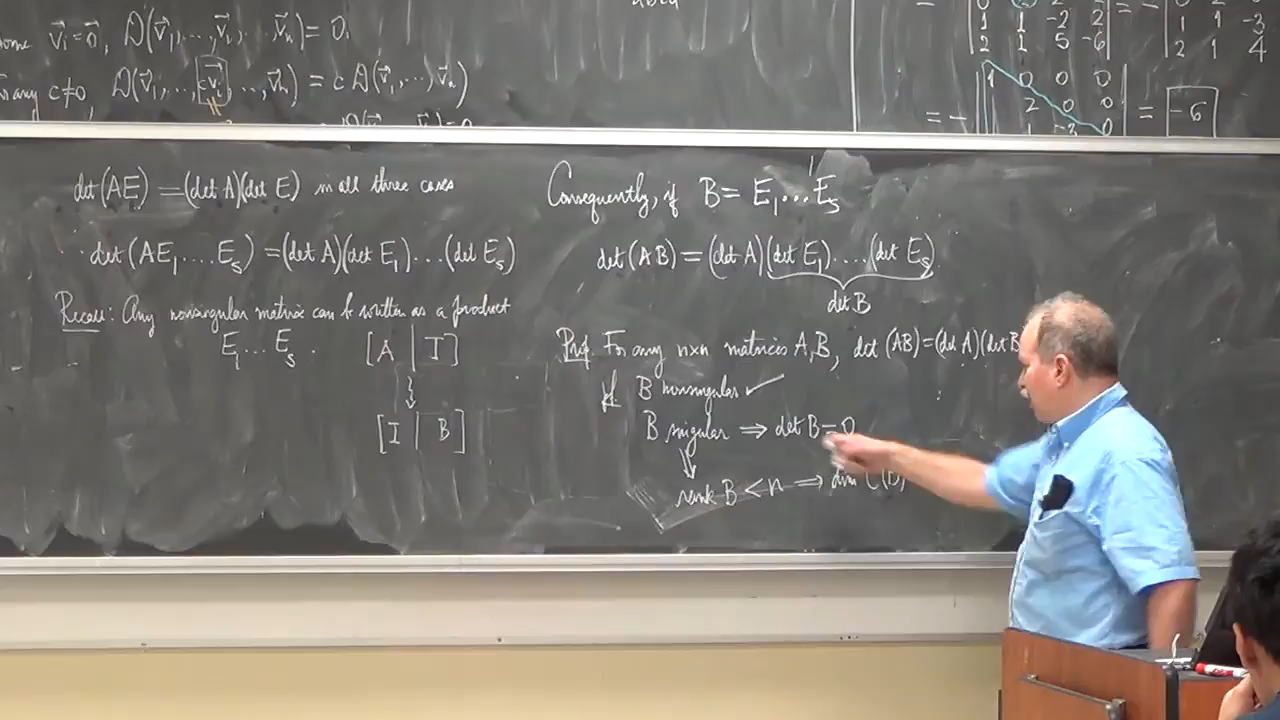 abcd
v⃗i = 0⃗, 𝒟(v⃗1,...,v⃗i,...,v⃗n) = 0.
any c≠0, 𝒟(v⃗1,...,cv⃗i,...,v⃗n) = c𝒟(v⃗1,...,v⃗n)
1 1 -2 2
2 1 5 -6
1 1 -3
2 1 4
= - | 1 0 0 0
2 0 0
= -6
det(AE) = (det A)(det E) in all three cases
det(AE1....Es) = (det A)(det E1)...(det Es)
Recall: Any nonsingular matrix can be written as a product
E1...Es. [A | I]
[I | B]
Consequently, if B = E1...Es
det(AB) = (det A)(det E1)....(det Es)
det B
Prop. For any n×n matrices A,B, det(AB)=(det A)(det B
pf. B nonsingular ✓
B singular ⇒ det B=0
⇓
rank B < n ⇒ dim C(B)